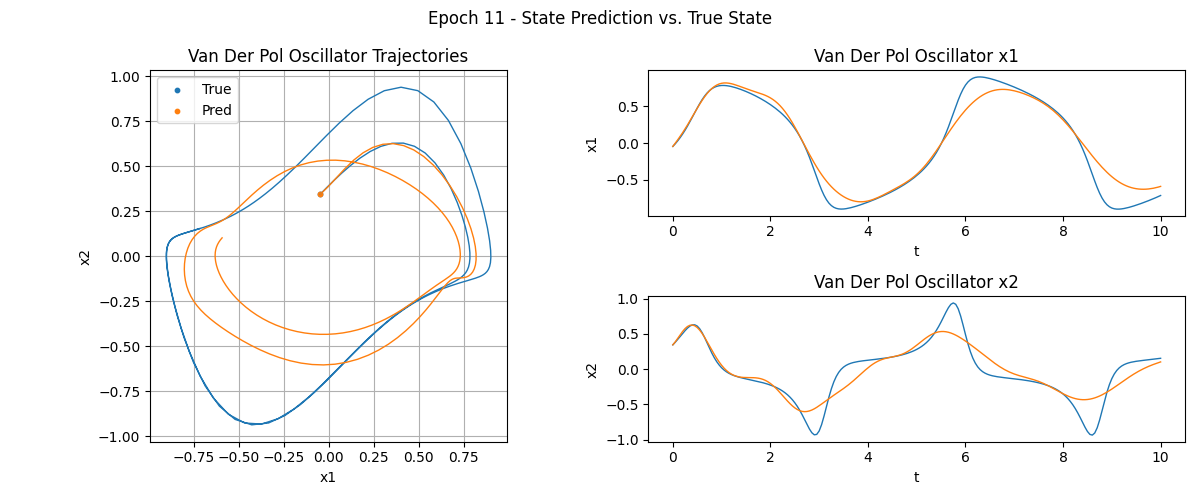 Epoch 11 - State Prediction vs. True State
Van Der Pol Oscillator Trajectories
True
Pred
1.00
0.75
0.50
0.25
0.00
−0.25
−0.50
−0.75
−1.00
x2
−0.75 −0.50 −0.25 0.00 0.25 0.50 0.75
x1
Van Der Pol Oscillator x1
0.5
0.0
−0.5
x1
0 2 4 6 8 10
t
Van Der Pol Oscillator x2
1.0
0.5
0.0
−0.5
−1.0
x2
0 2 4 6 8 10
t